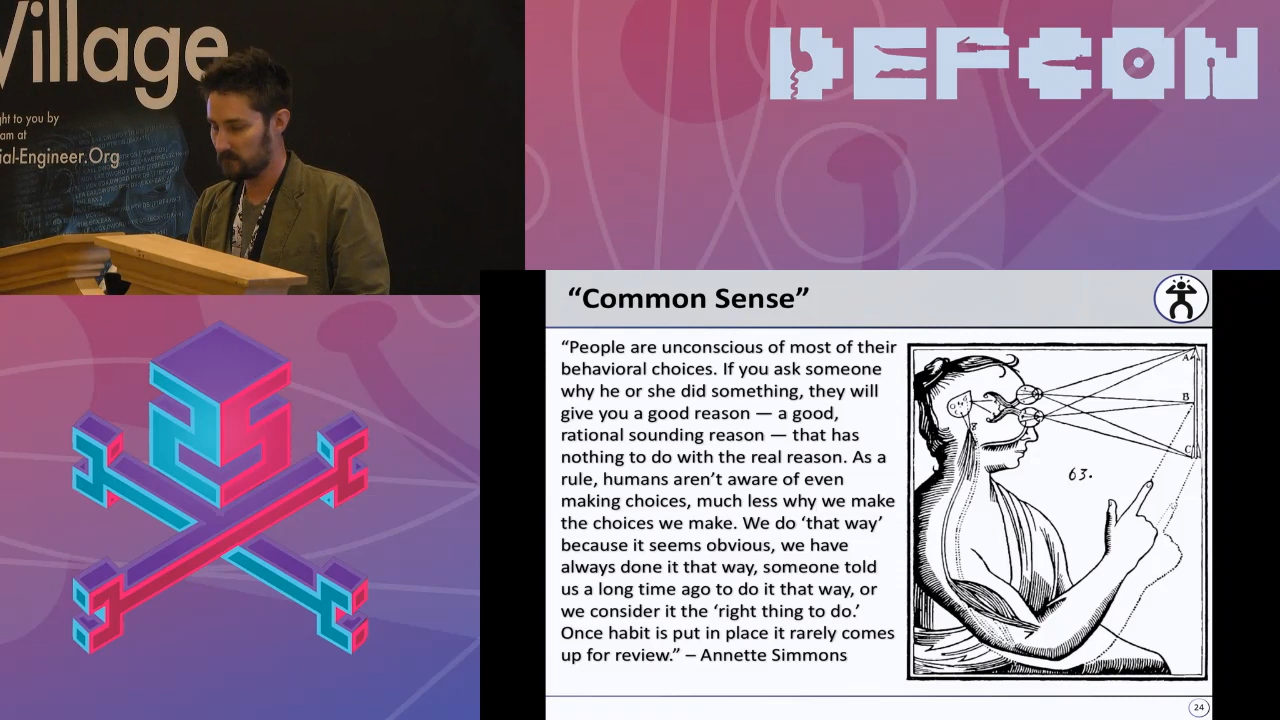 Village
ght to you by
am at
ial-Engineer.Org
DEFCON
“Common Sense”
“People are unconscious of most of their
behavioral choices. If you ask someone
why he or she did something, they will
give you a good reason — a good,
rational sounding reason — that has
nothing to do with the real reason. As a
rule, humans aren’t aware of even
making choices, much less why we make
the choices we make. We do ‘that way’
because it seems obvious, we have
always done it that way, someone told
us a long time ago to do it that way, or
we consider it the ‘right thing to do.’
Once habit is put in place it rarely comes
up for review.” – Annette Simmons
A
B
C
63.
24